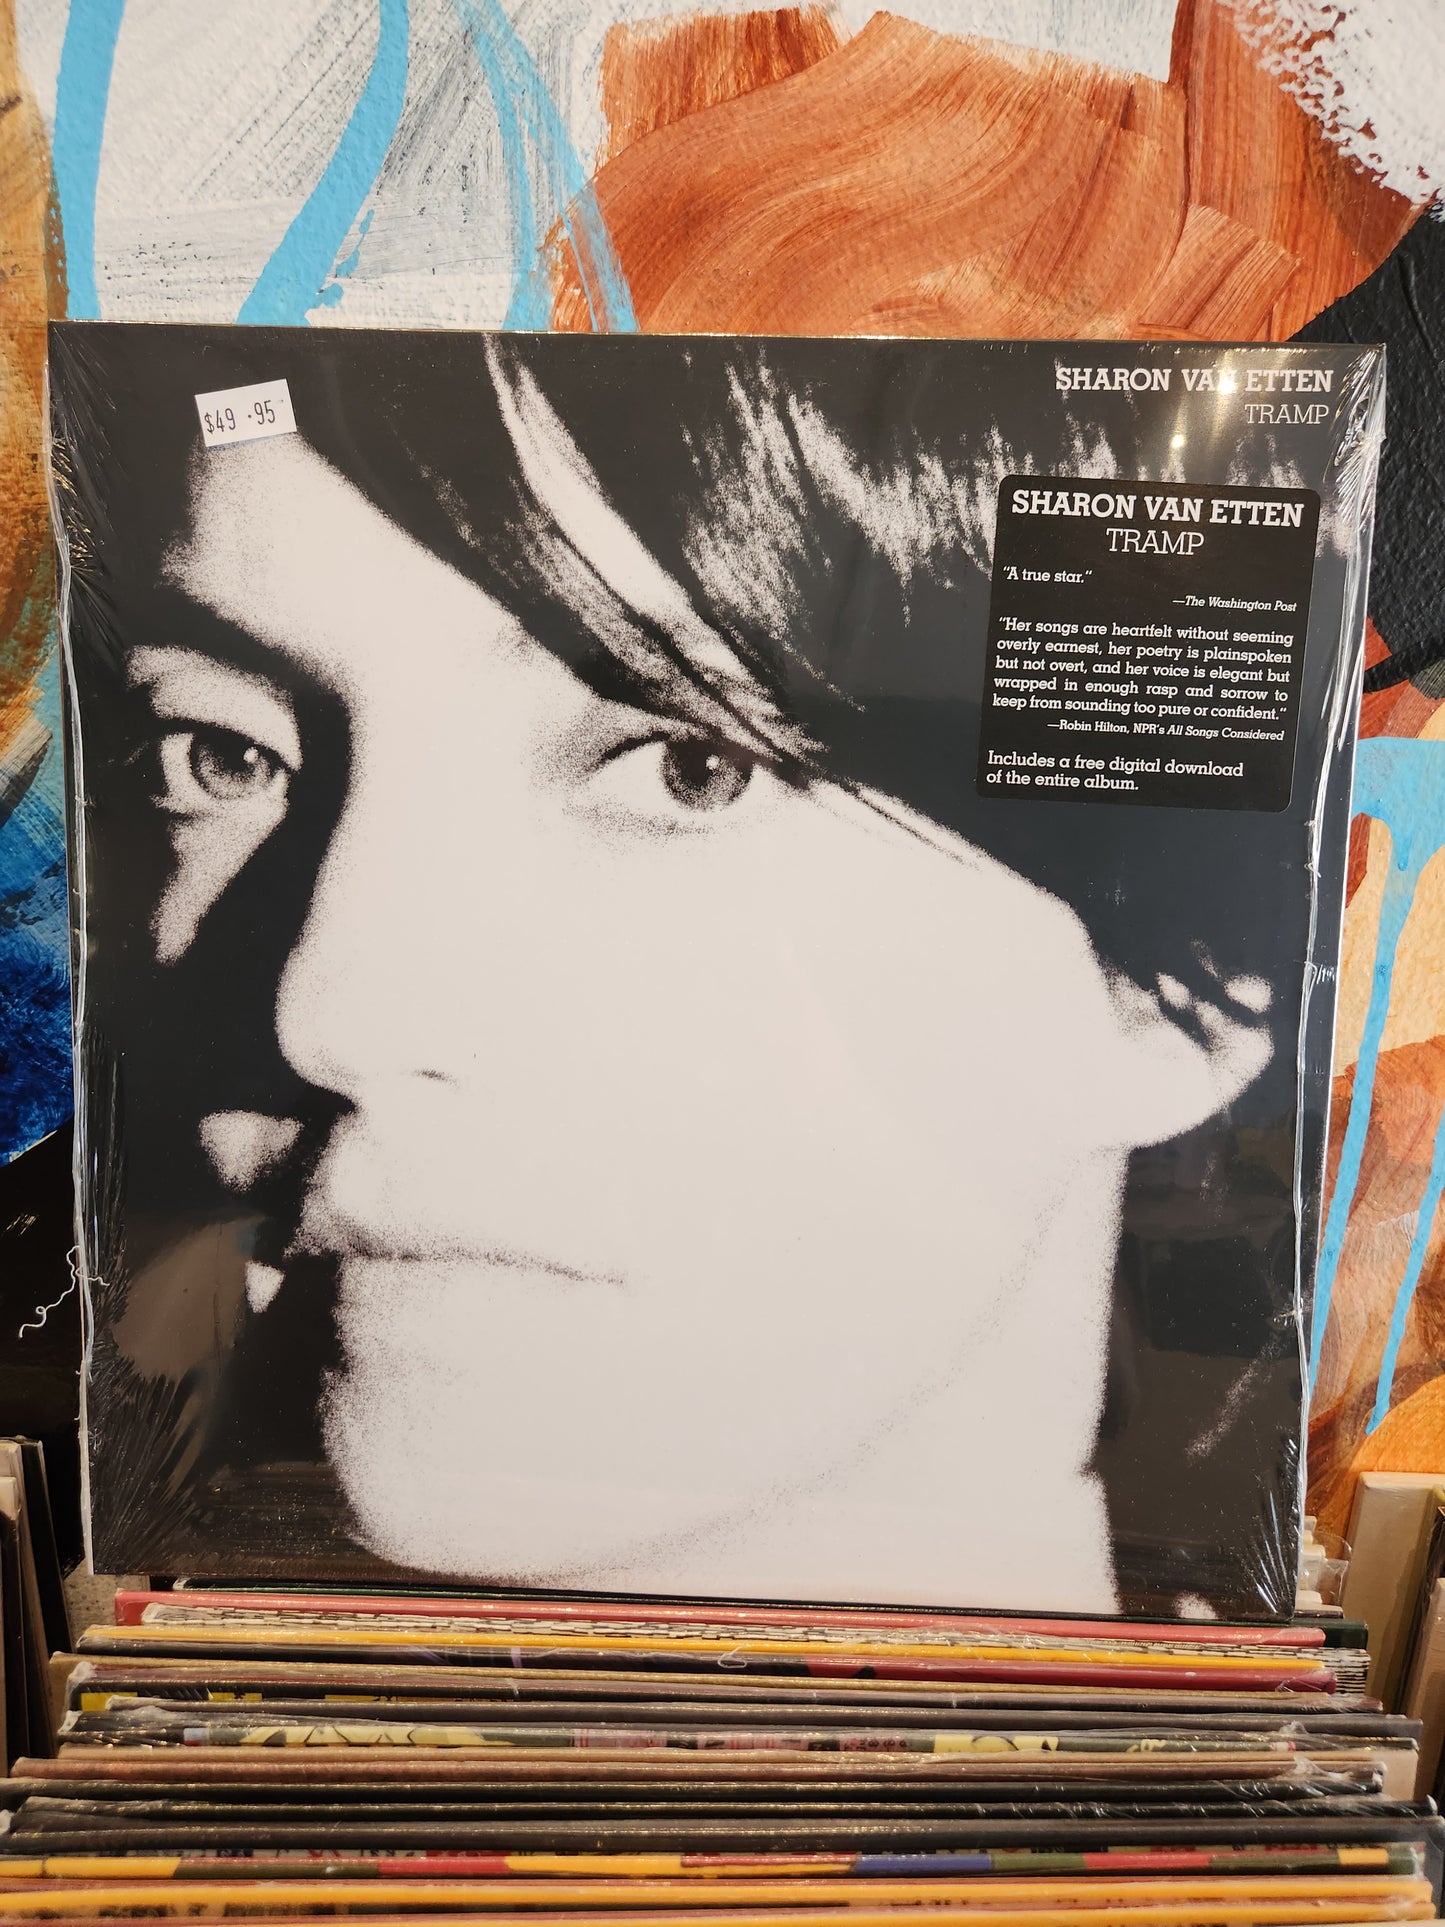 $49.95
SHARON VAN ETTEN
TRAMP
SHARON VAN ETTEN
TRAMP
"A true star."
—The Washington Post
"Her songs are heartfelt without seeming
overly earnest, her poetry is plainspoken
but not overt, and her voice is elegant but
wrapped in enough rasp and sorrow to
keep from sounding too pure or confident."
—Robin Hilton, NPR's All Songs Considered
Includes a free digital download
of the entire album.